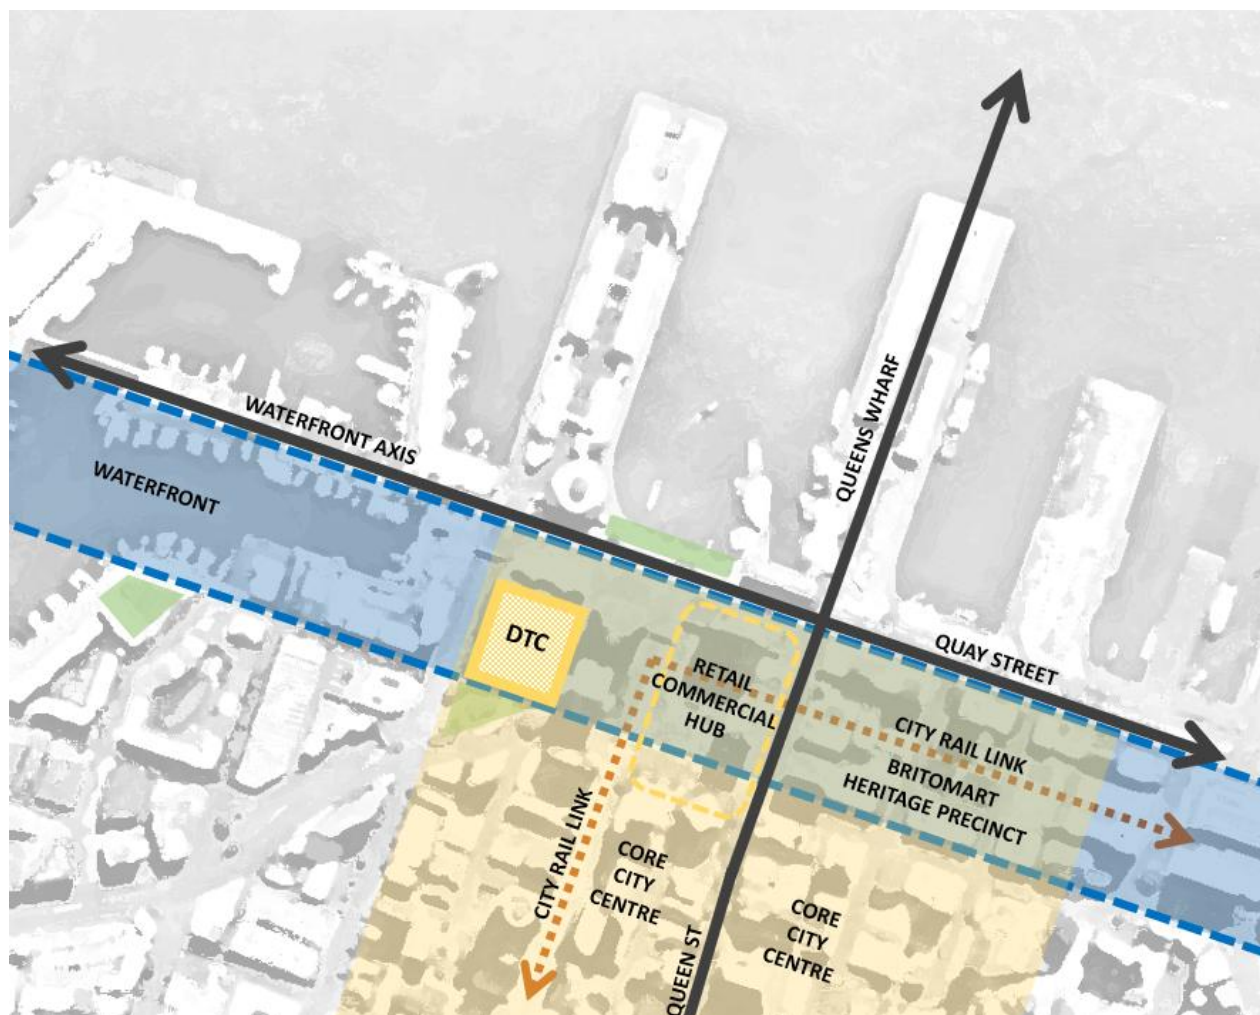 QUEENS WHARF
WATERFRONT AXIS
WATERFRONT
DTC
QUAY STREET
RETAIL
COMMERCIAL
HUB
CITY RAIL LINK
BRITOMART
HERITAGE PRECINCT
CITY RAIL LINK
CORE
CITY
CENTRE
CORE
CITY
CENTRE
QUEEN ST